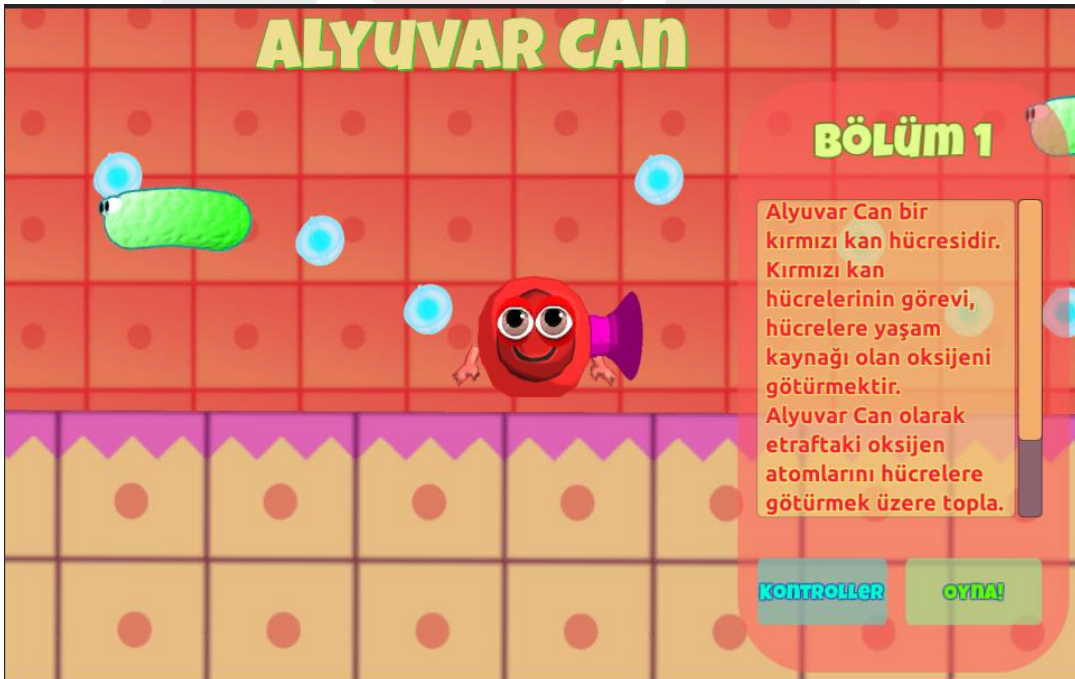 ALYUVAR CAN
BÖLÜM 1
Alyuvar Can bir
kırmızı kan hücresidir.
Kırmızı kan
hücrelerinin görevi,
hücrelere yaşam
kaynağı olan oksijeni
götürmektir.
Alyuvar Can olarak
etraftaki oksijen
atomlarını hücrelere
götürmek üzere topla.
KONTROLLER
OYNA!